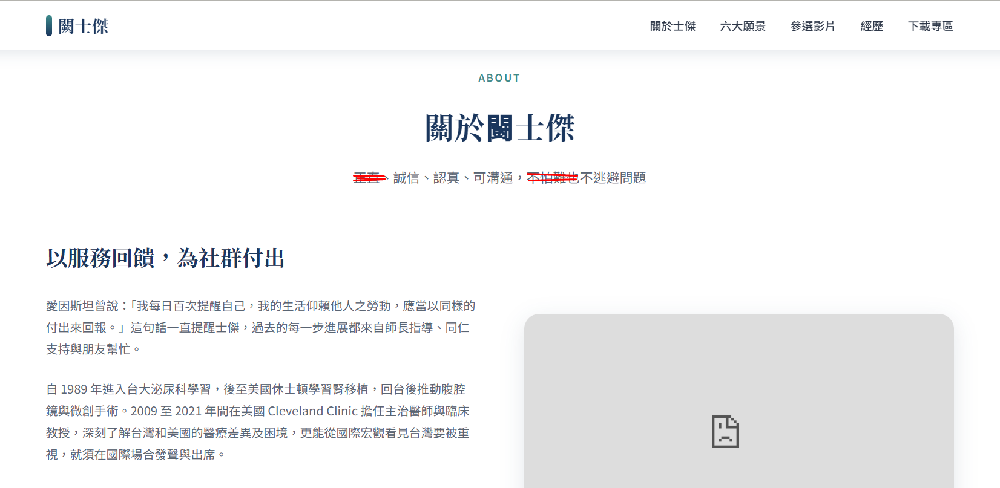 闕士傑
關於士傑
六大願景
參選影片
經歷
下載專區
ABOUT
關於闘士傑
正直、誠信、認真、可溝通，不怕難也不逃避問題
以服務回饋，為社群付出
愛因斯坦曾說：「我每日百次提醒自己，我的生活仰賴他人之勞動，應當以同樣的
付出來回報。」這句話一直提醒士傑，過去的每一步進展都來自師長指導、同仁
支持與朋友幫忙。
自 1989 年進入台大泌尿科學習，後至美國休士頓學習腎移植，回台後推動腹腔
鏡與微創手術。2009 至 2021 年間在美國 Cleveland Clinic 擔任主治醫師與臨床
教授，深刻了解台灣和美國的醫療差異及困境，更能從國際宏觀看見台灣要被重
視，就須在國際場合發聲與出席。